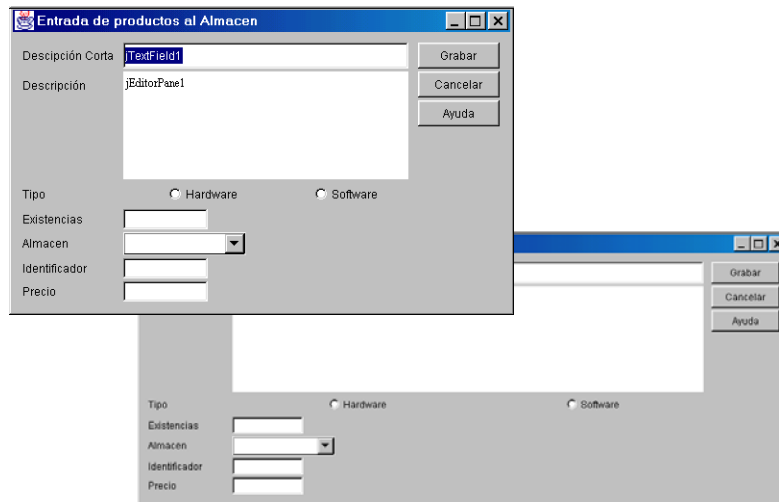 Entrada de productos al Almacen
Descipción Corta jTextField1 Grabar
Descripción jEditorPane1 Cancelar
Ayuda
Tipo Hardware Software
Existencias
Almacen
Identificador
Precio
Grabar
Cancelar
Ayuda
Tipo Hardware Software
Existencias
Almacen
Identificador
Precio